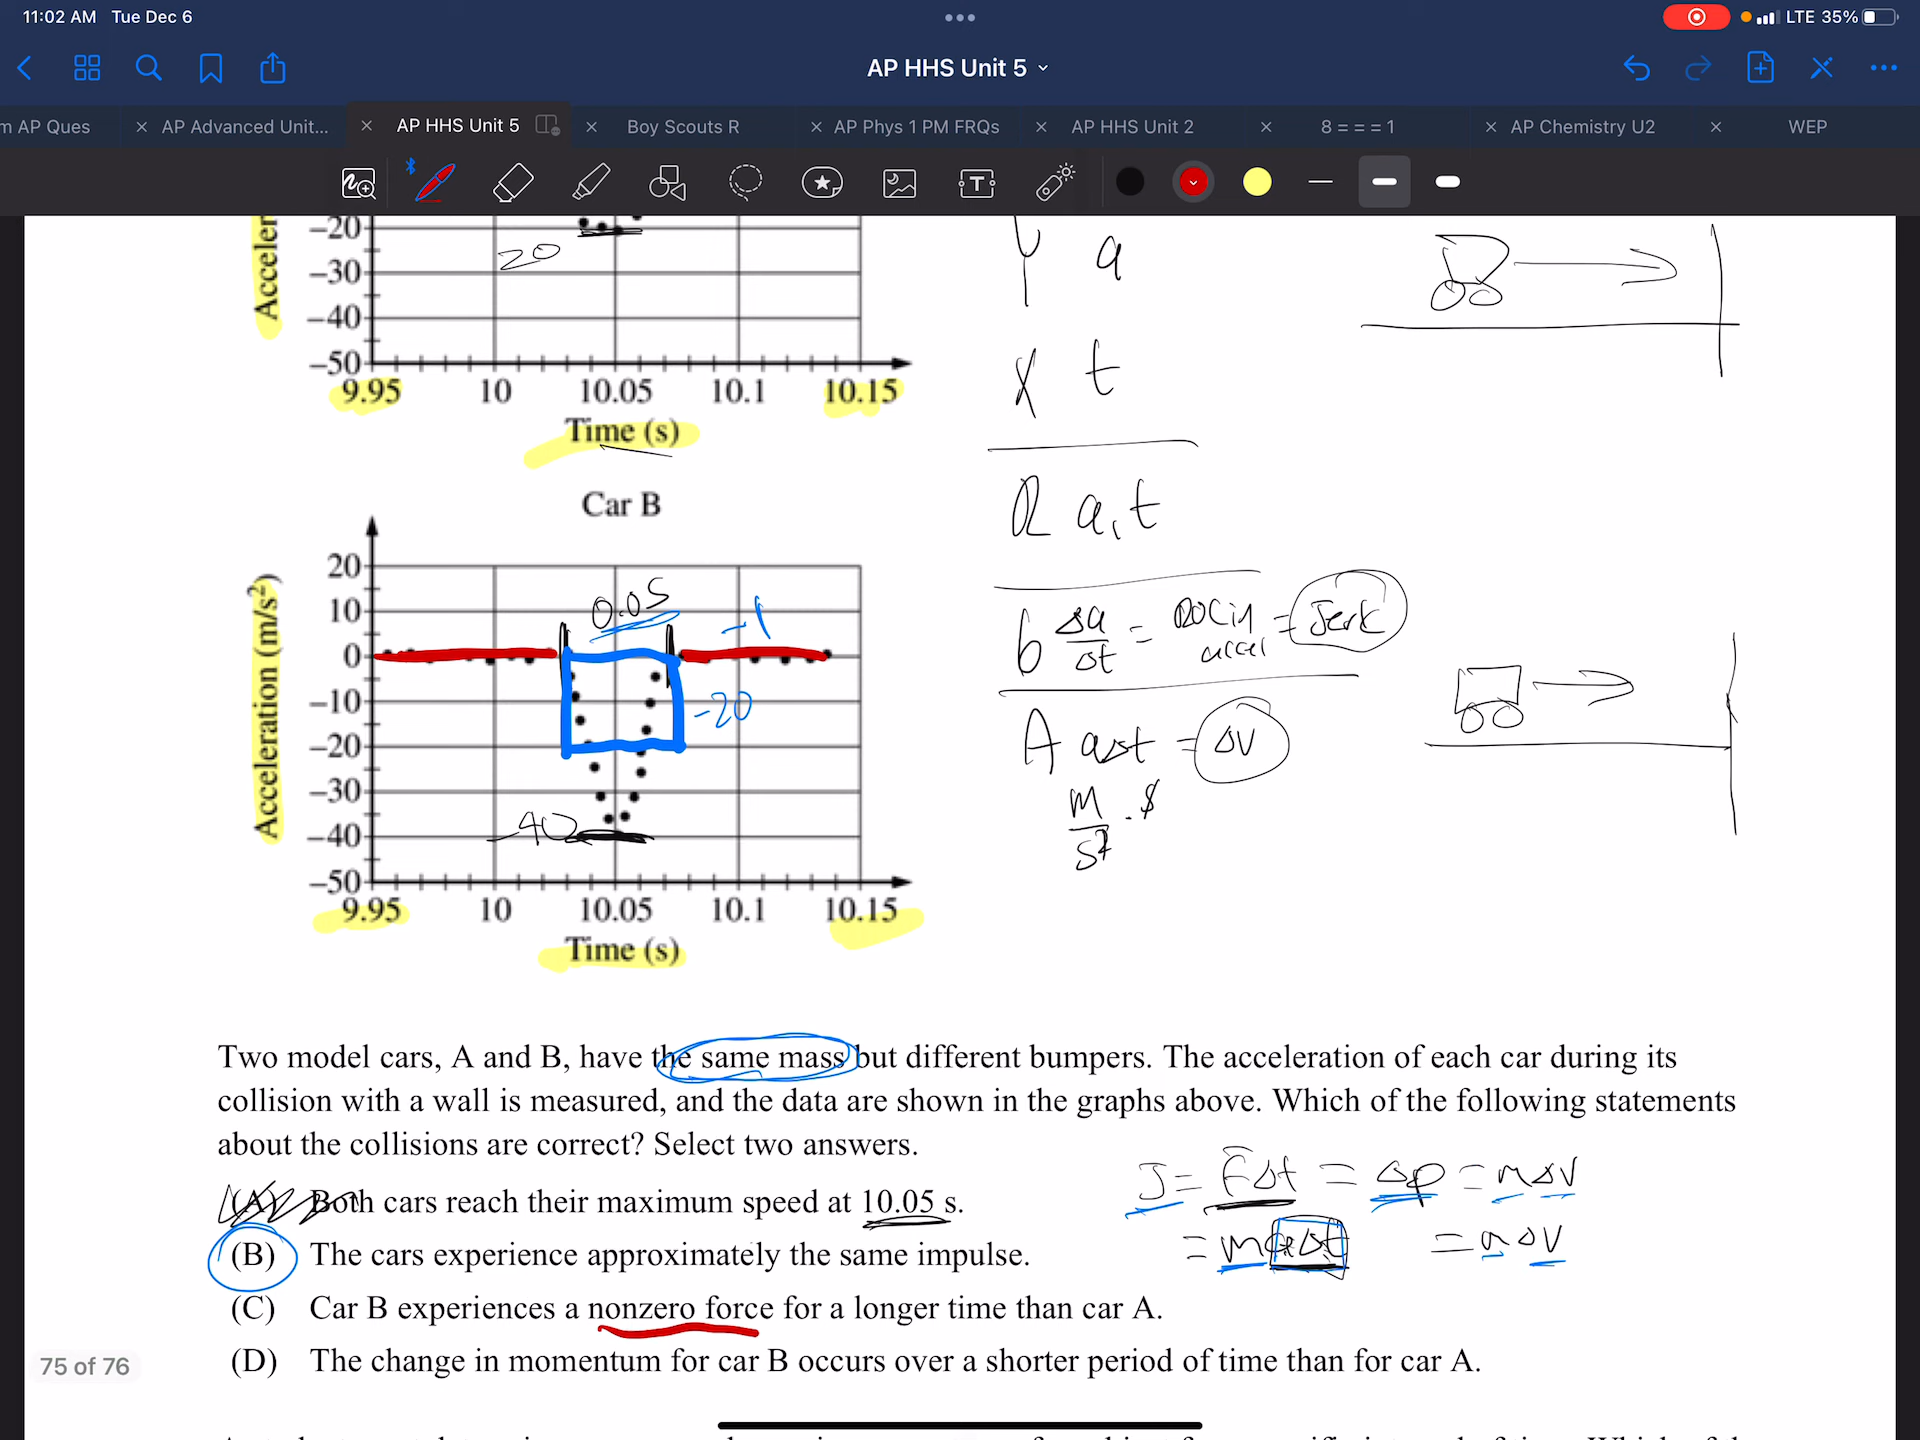 11:02 AM Tue Dec 6
LTE 35%
AP HHS Unit 5
m AP Ques
AP Advanced Unit...
AP HHS Unit 5
Boy Scouts R
AP Phys 1 PM FRQs
AP HHS Unit 2
8 = = = 1
AP Chemistry U2
WEP
Acceler
−20
−30
−40
−50
20
9.95 10 10.05 10.1 10.15
Time (s)
Car B
Acceleration (m/s²)
20
10
0
−10
−20
−30
−40
−50
0.05
-1
-20
-40
9.95 10 10.05 10.1 10.15
Time (s)
Y a
X t
R a, t
6 Δa/Δt = ROC in accel = Jerk
A aΔt = ΔV
m/s² · s
Two model cars, A and B, have the same mass but different bumpers. The acceleration of each car during its
collision with a wall is measured, and the data are shown in the graphs above. Which of the following statements
about the collisions are correct? Select two answers.
(A) Both cars reach their maximum speed at 10.05 s.
(B) The cars experience approximately the same impulse.
(C) Car B experiences a nonzero force for a longer time than car A.
(D) The change in momentum for car B occurs over a shorter period of time than for car A.
J = FΔt = Δp = mΔV
= maΔt = mΔV
75 of 76